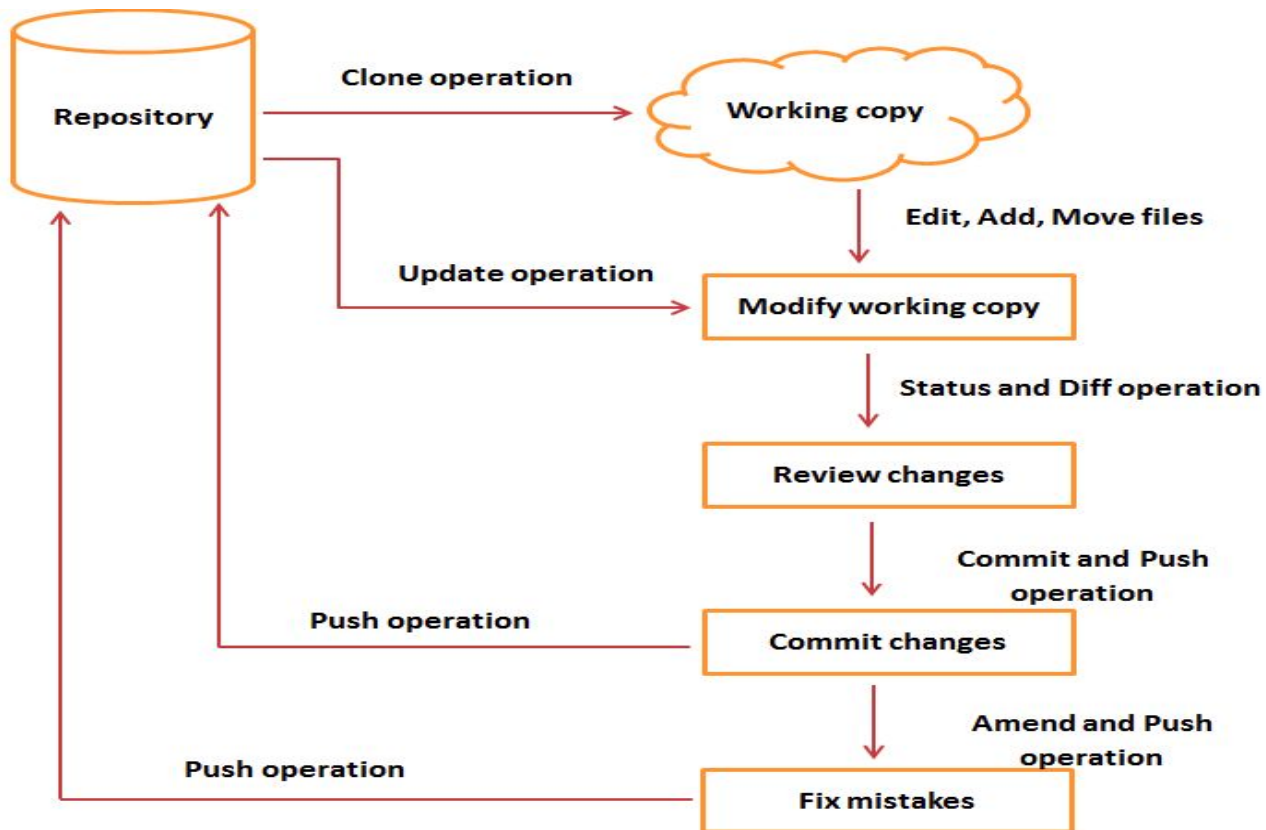 Clone operation
Repository
Working copy
Edit, Add, Move files
Update operation
Modify working copy
Status and Diff operation
Review changes
Commit and Push
operation
Push operation
Commit changes
Amend and Push
operation
Push operation
Fix mistakes